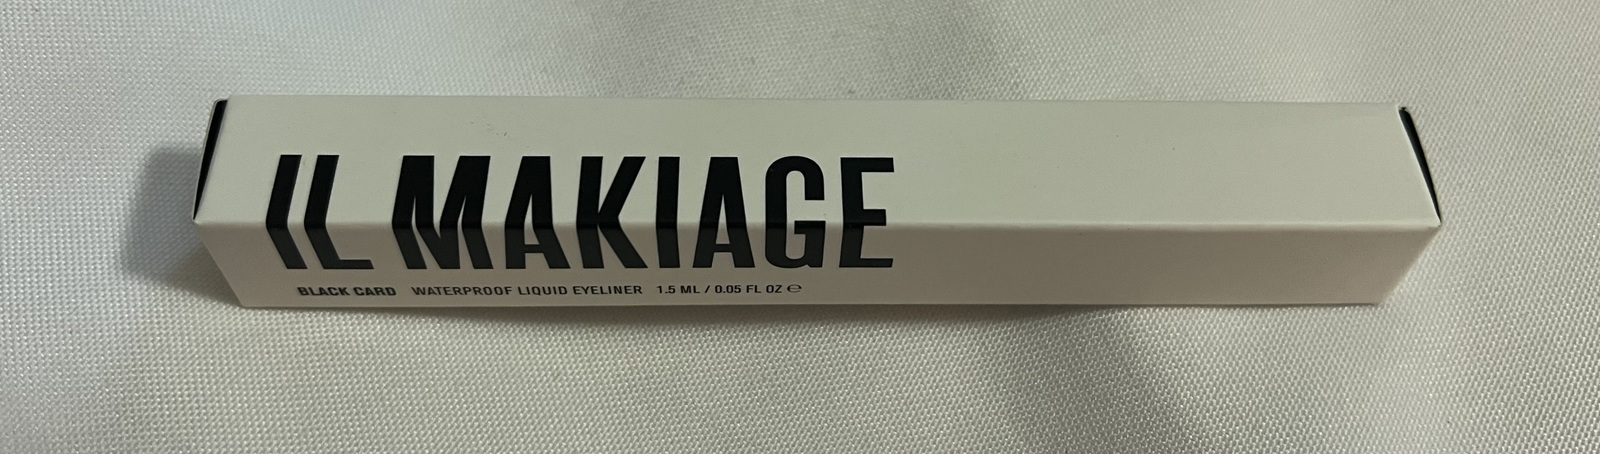 IL MAKIAGE
BLACK CARD WATERPROOF LIQUID EYELINER 1.5 ML / 0.05 FL OZ ℮